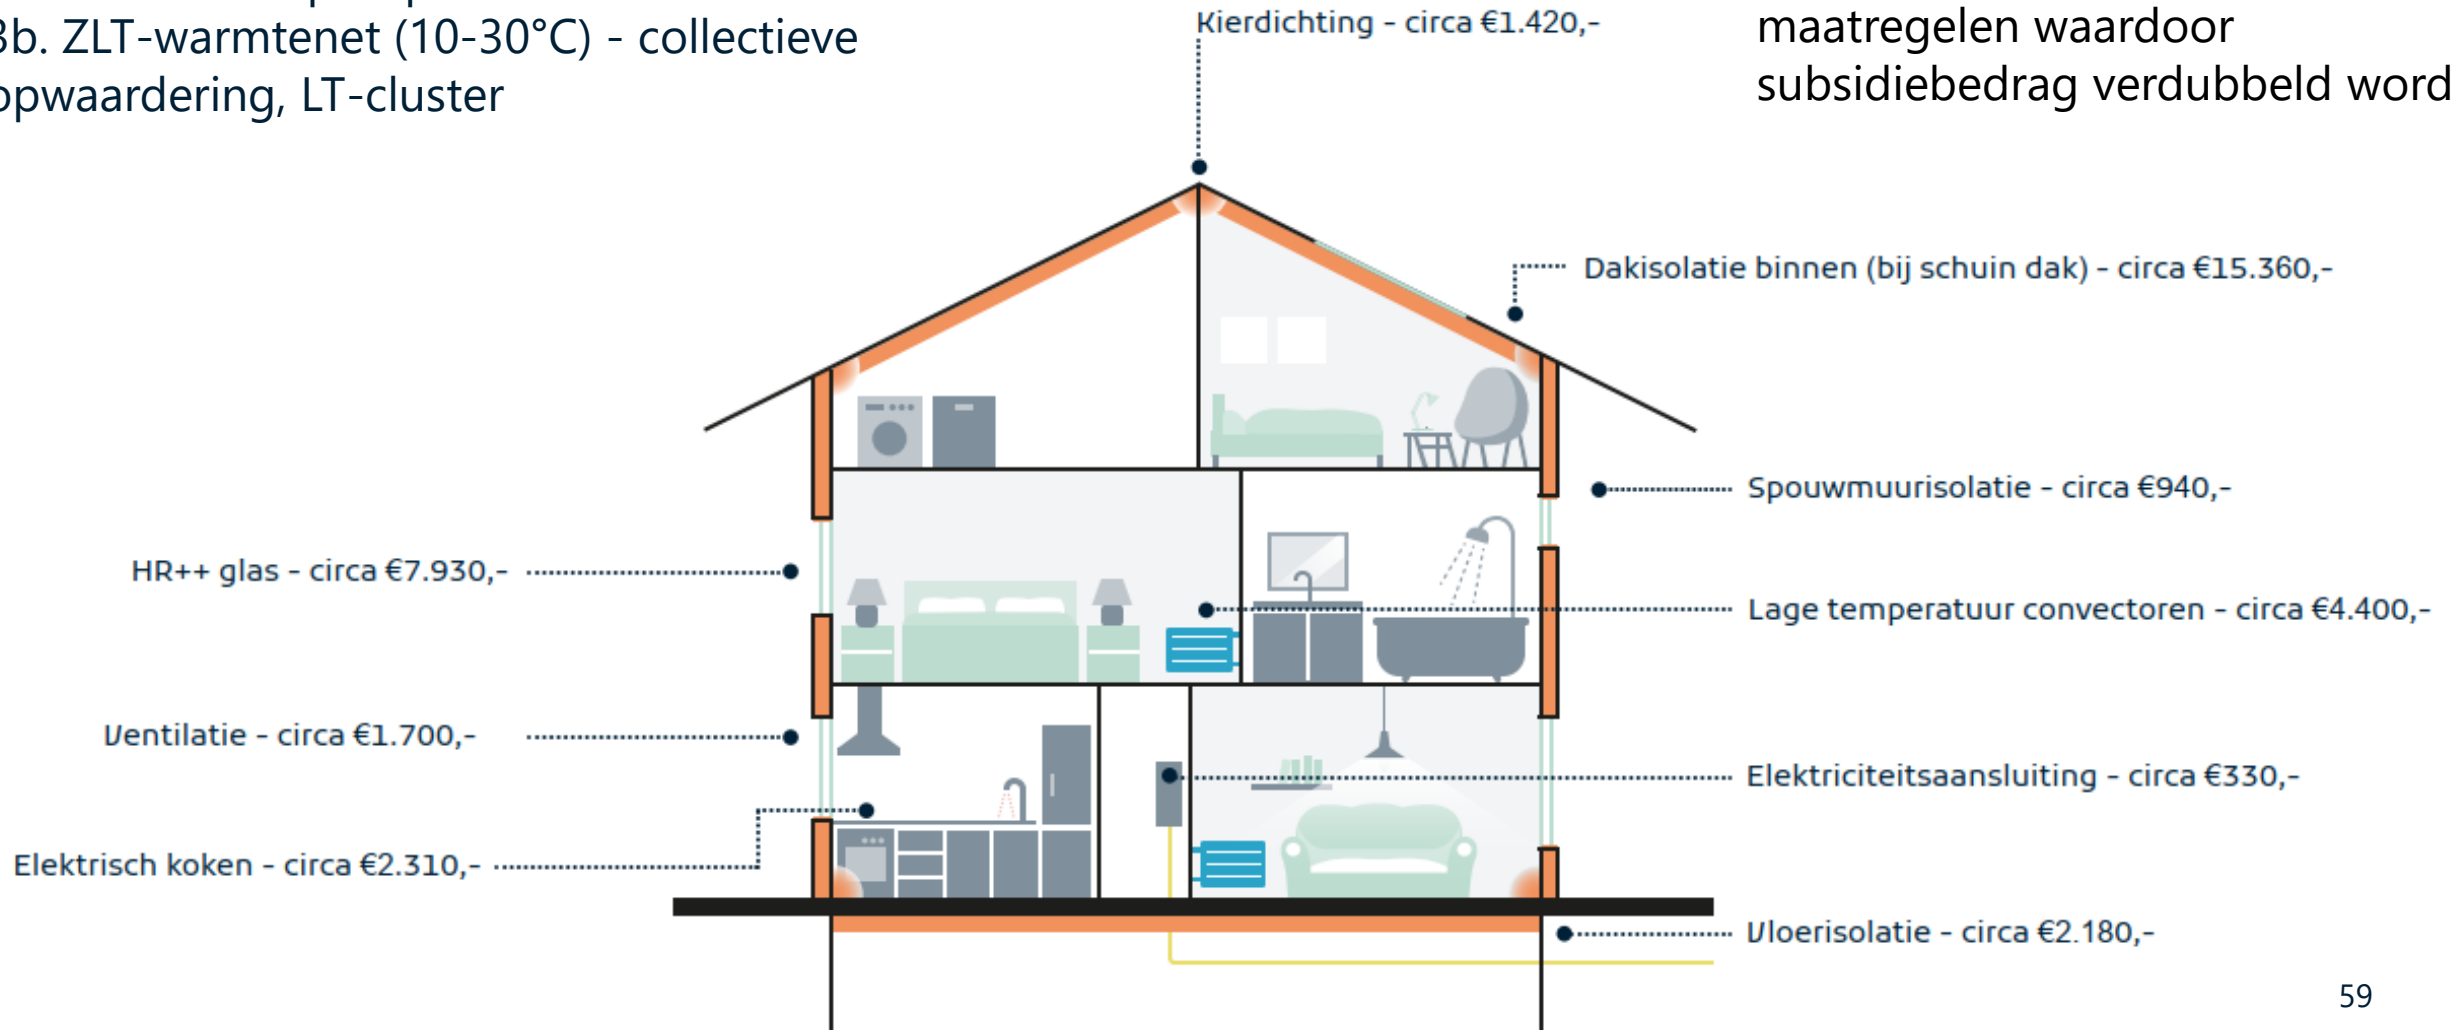 3b. ZLT-warmtenet (10-30°C) - collectieve
opwaardering, LT-cluster
Kierdichting - circa €1.420,-
maatregelen waardoor
subsidiebedrag verdubbeld word
Dakisolatie binnen (bij schuin dak) - circa €15.360,-
Spouwmuurisolatie - circa €940,-
HR++ glas - circa €7.930,-
Lage temperatuur convectoren - circa €4.400,-
Ventilatie - circa €1.700,-
Elektriciteitsaansluiting - circa €330,-
Elektrisch koken - circa €2.310,-
Vloerisolatie - circa €2.180,-
59